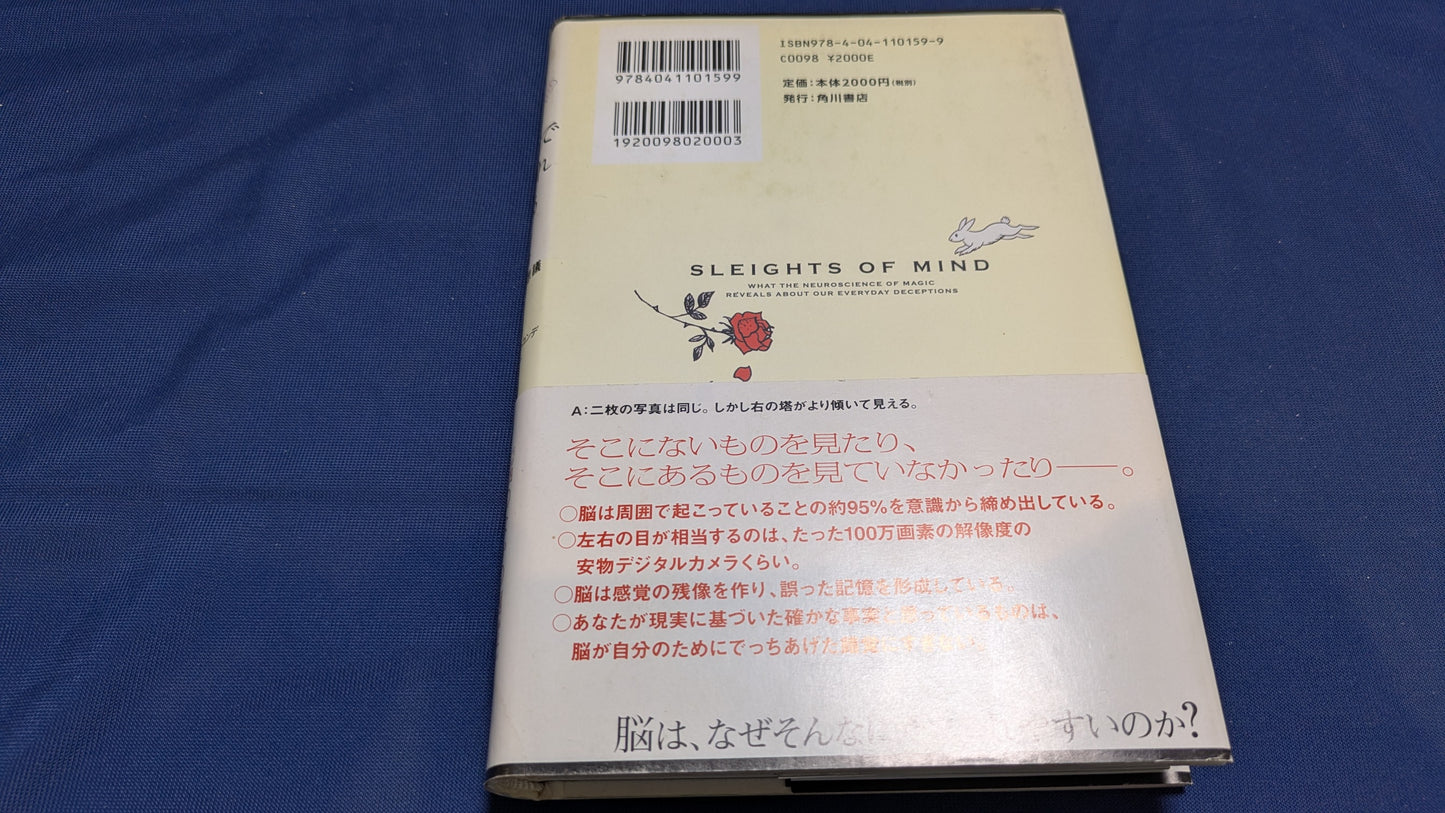 9784041101599
1920098020003
ISBN978-4-04-110159-9
C0098 ¥2000E
定価：本体2000円（税別）
発行：角川書店
SLEIGHTS OF MIND
WHAT THE NEUROSCIENCE OF MAGIC
REVEALS ABOUT OUR EVERYDAY DECEPTIONS
A：二枚の写真は同じ。しかし右の塔がより傾いて見える。
そこにないものを見たり、
そこにあるものを見ていなかったり──。
○脳は周囲で起こっていることの約95%を意識から締め出している。
○左右の目が相当するのは、たった100万画素の解像度の
安物デジタルカメラくらい。
○脳は感覚の残像を作り、誤った記憶を形成している。
○あなたが現実に基づいた確かな事実と思っているものは、
脳が自分のためにでっちあげた
脳は、なぜそんなに すいのか?